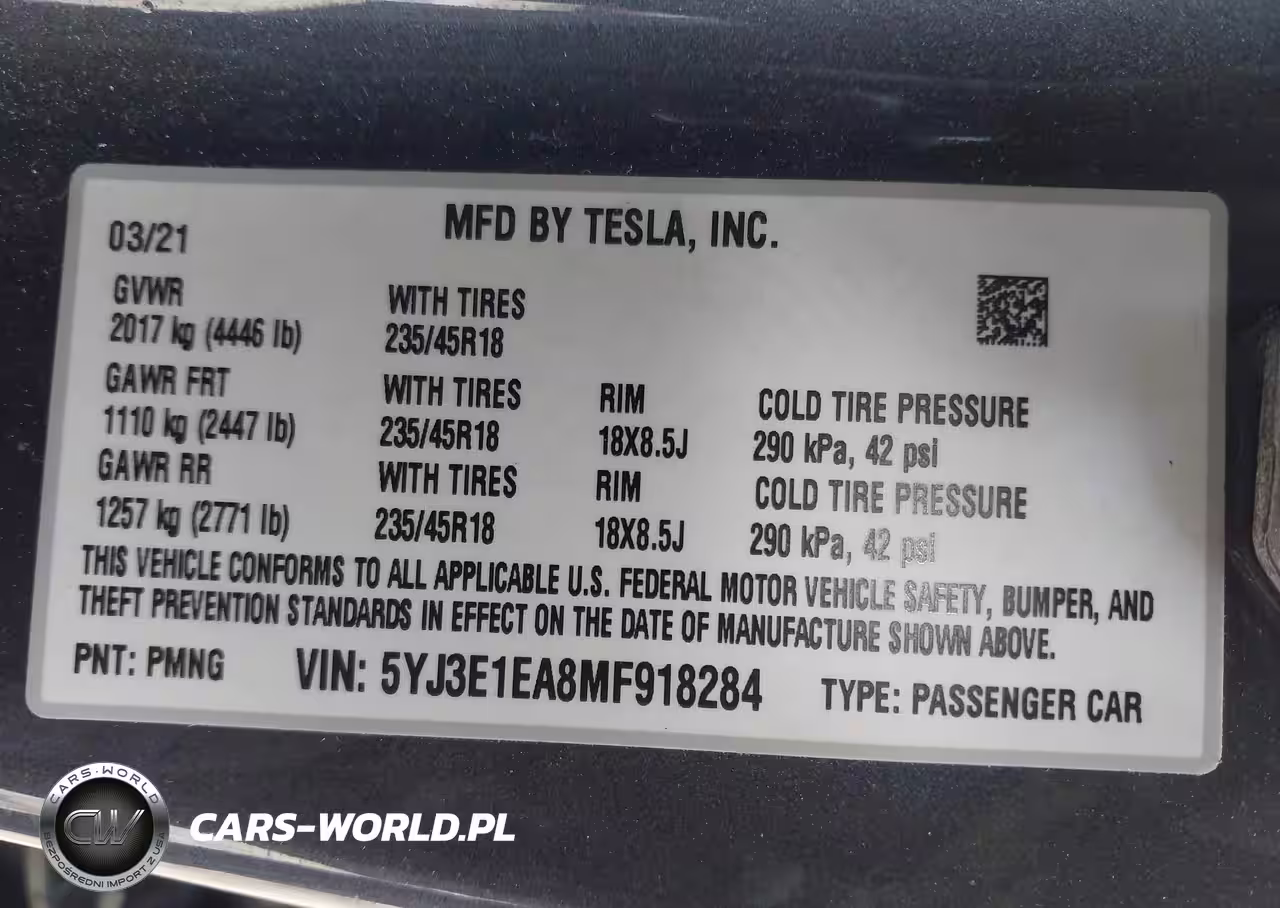 03/21
MFD BY TESLA, INC.
GVWR
2017 kg (4446 lb)
WITH TIRES
235/45R18
GAWR FRT
1110 kg (2447 lb)
WITH TIRES
235/45R18
RIM
18X8.5J
COLD TIRE PRESSURE
290 kPa, 42 psi
GAWR RR
1257 kg (2771 lb)
WITH TIRES
235/45R18
RIM
18X8.5J
COLD TIRE PRESSURE
290 kPa, 42 psi
THIS VEHICLE CONFORMS TO ALL APPLICABLE U.S. FEDERAL MOTOR VEHICLE SAFETY, BUMPER, AND
THEFT PREVENTION STANDARDS IN EFFECT ON THE DATE OF MANUFACTURE SHOWN ABOVE.
PNT: PMNG
VIN: 5YJ3E1EA8MF918284
TYPE: PASSENGER CAR
CARS-WORLD
CW
BEZPOŚREDNI IMPORT Z USA
CARS-WORLD.PL